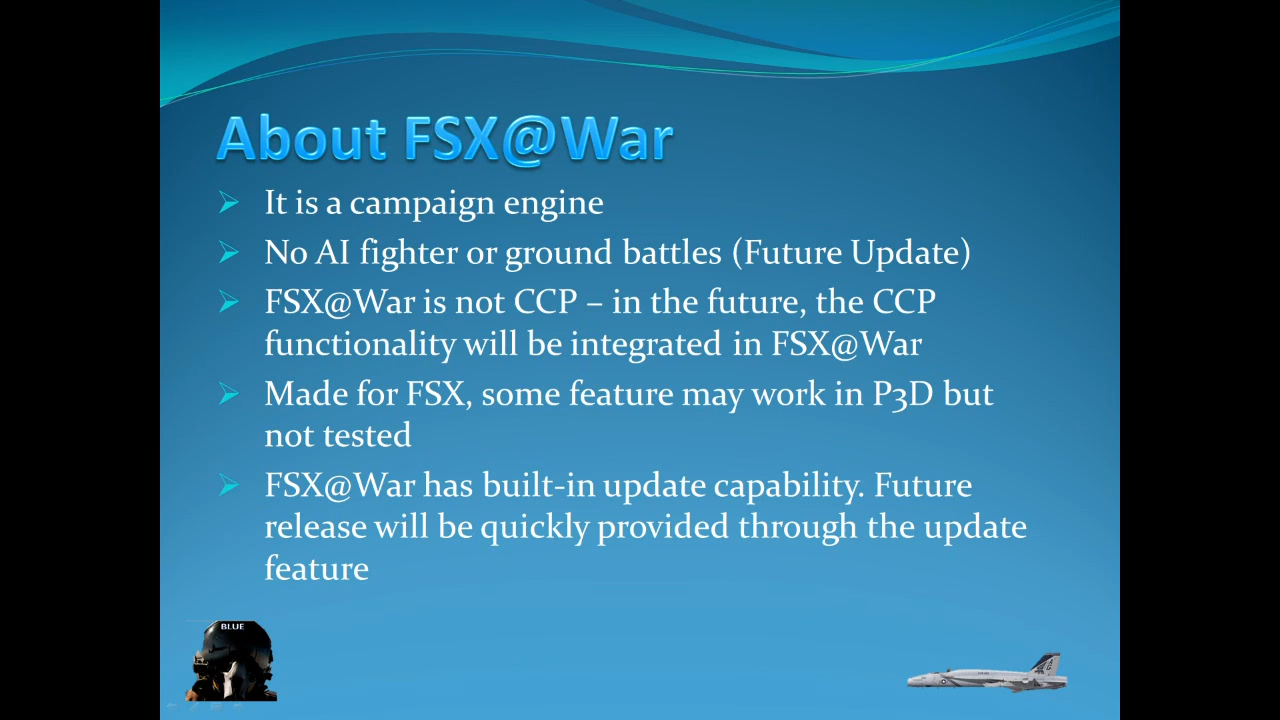 About FSX@War
It is a campaign engine
No AI fighter or ground battles (Future Update)
FSX@War is not CCP – in the future, the CCP
functionality will be integrated in FSX@War
Made for FSX, some feature may work in P3D but
not tested
FSX@War has built-in update capability. Future
release will be quickly provided through the update
feature
BLUE